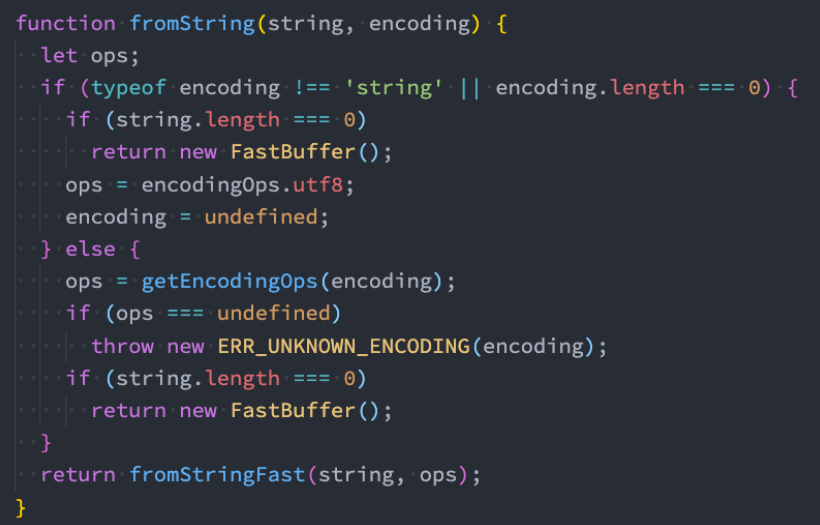 function fromString(string, encoding) {
  let ops;
  if (typeof encoding !== 'string' || encoding.length === 0) {
    if (string.length === 0)
      return new FastBuffer();
    ops = encodingOps.utf8;
    encoding = undefined;
  } else {
    ops = getEncodingOps(encoding);
    if (ops === undefined)
      throw new ERR_UNKNOWN_ENCODING(encoding);
    if (string.length === 0)
      return new FastBuffer();
  }
  return fromStringFast(string, ops);
}